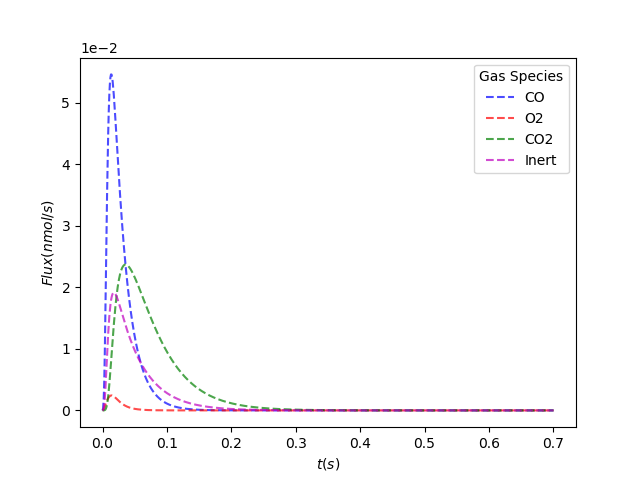 1e−2
Gas Species
CO
O2
CO2
Inert
Flux(nmol/s)
5
4
3
2
1
0
0.0 0.1 0.2 0.3 0.4 0.5 0.6 0.7
t(s)